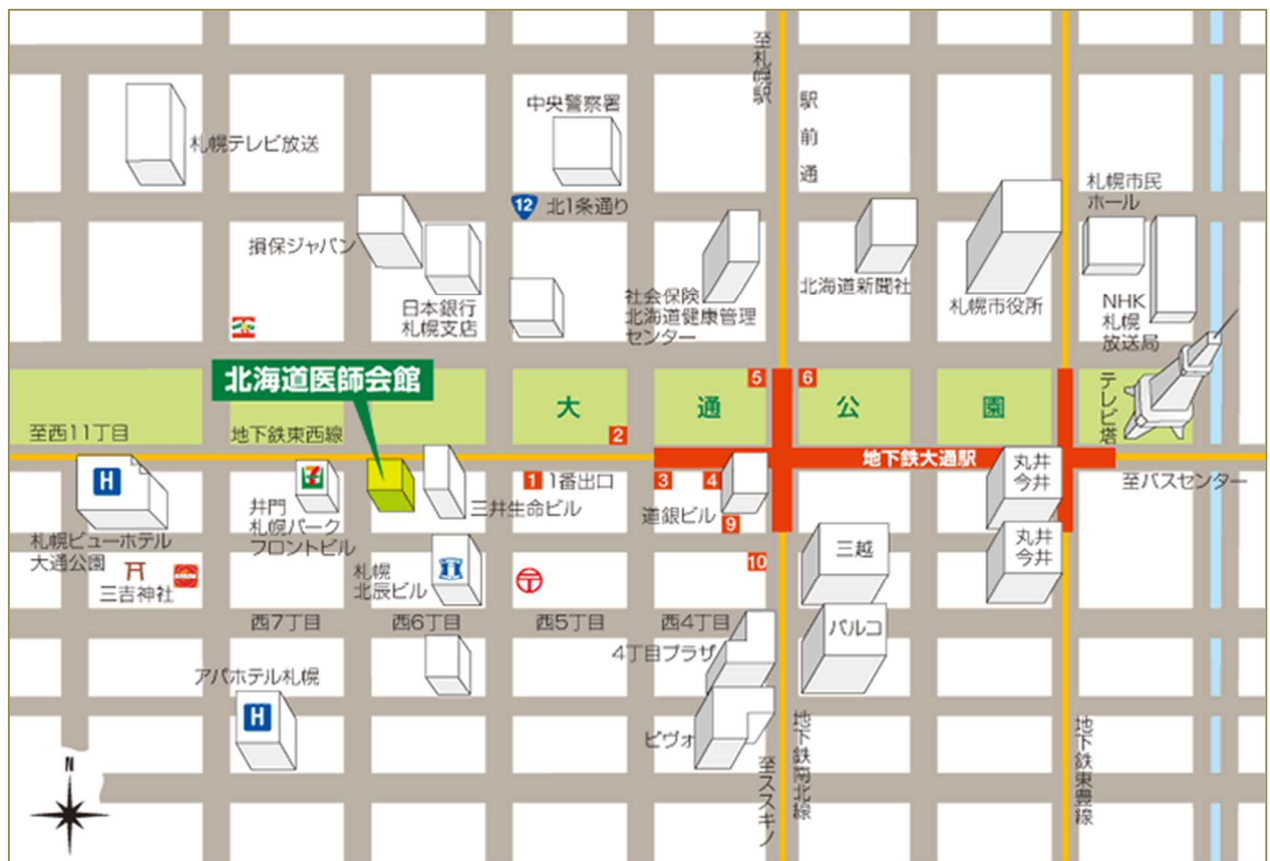 至札幌駅
駅前通
中央警察署
札幌テレビ放送
札幌市民
ホール
12
北1条通り
損保ジャパン
北海道新聞社
社会保険
北海道健康管理
センター
日本銀行
札幌支店
札幌市役所
NHK
札幌
放送局
北海道医師会館
5
6
大通公園
テレビ塔
2
至西11丁目
地下鉄東西線
地下鉄大通駅
丸井
今井
至バスセンター
H
7
1
1番出口
3
4
三井生命ビル
道銀ビル
9
井門
札幌パーク
フロントビル
札幌ビューホテル
大通公園
三越
丸井
今井
札幌
北辰ビル
10
三吉神社
西7丁目
西6丁目
西5丁目
西4丁目
パルコ
4丁目プラザ
アパホテル札幌
H
ピヴォ
地下鉄南北線
地下鉄東豊線
至ススキノ
N